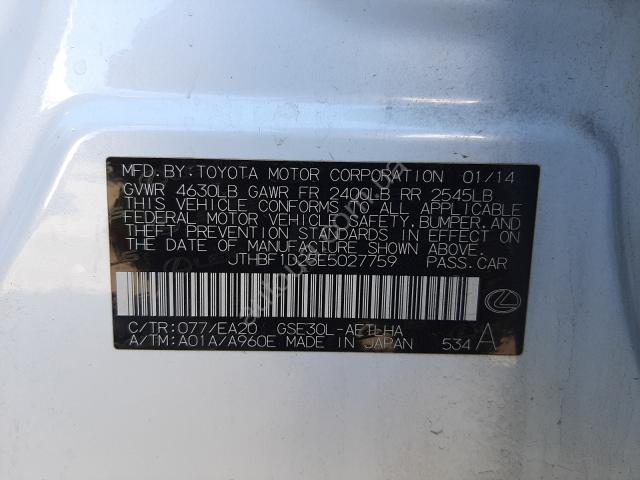 MFD. BY: TOYOTA MOTOR CORPORATION 01/14
GVWR 4630LB GAWR FR 2400LB RR 2545LB
THIS VEHICLE CONFORMS TO ALL APPLICABLE
FEDERAL MOTOR VEHICLE SAFETY, BUMPER, AND
THEFT PREVENTION STANDARDS IN EFFECT ON
THE DATE OF MANUFACTURE SHOWN ABOVE.
JTHBF1D25E5027759 PASS. CAR
C/TR: 077/EA20 GSE30L-AETLHA
A/TM: A01A/A960E MADE IN JAPAN 534 A